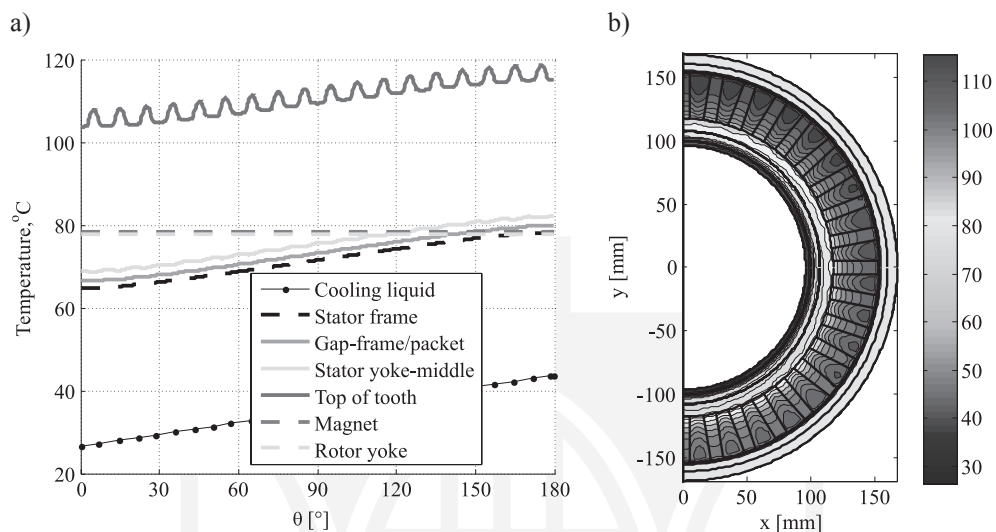 a)
120
100
80
60
40
20
Temperature,°C
0
30
60
90
120
150
180
θ [°]
Cooling liquid
Stator frame
Gap-frame/packet
Stator yoke-middle
Top of tooth
Magnet
Rotor yoke
b)
150
100
50
0
-50
-100
-150
y [mm]
0
50
100
150
x [mm]
110
100
90
80
70
60
50
40
30